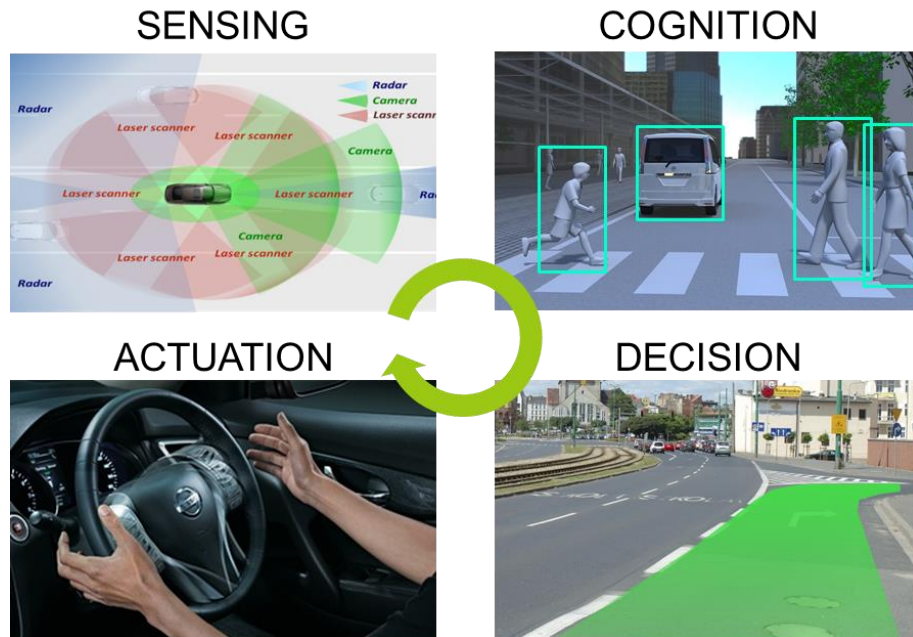 SENSING
COGNITION
Radar
Radar
Camera
Laser scann
Laser scanner
Laser scanner
Camera
Laser scanner
Laser scanner
Ra
Camera
Laser scanner
Laser scanner
Radar
ACTUATION
DECISION